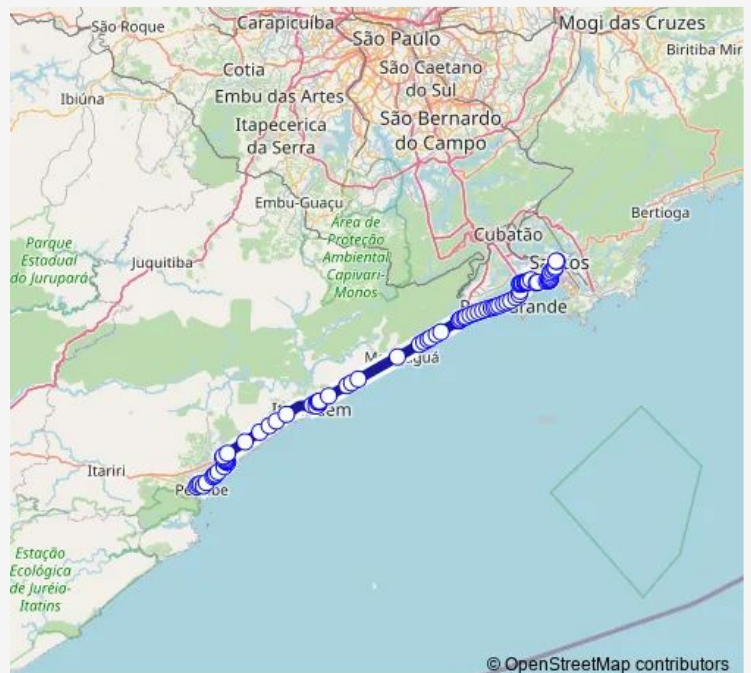 São Roque
Carapicuíba
Mogi das Cruzes
São Paulo
Biritiba Mir
Cotia
São Caetano
do Sul
Ibiúna
Embu das Artes
Itapecerica
da Serra
São Bernardo
do Campo
Embu-Guaçu
Bertioga
Área de
Proteção
Ambiental
Capivari-
Monos
Cubatão
Parque
Estadual
do Jurupará
Juquitiba
Itariri
Estação
Ecológica
de Juréia-
Itatins
© OpenStreetMap contributors